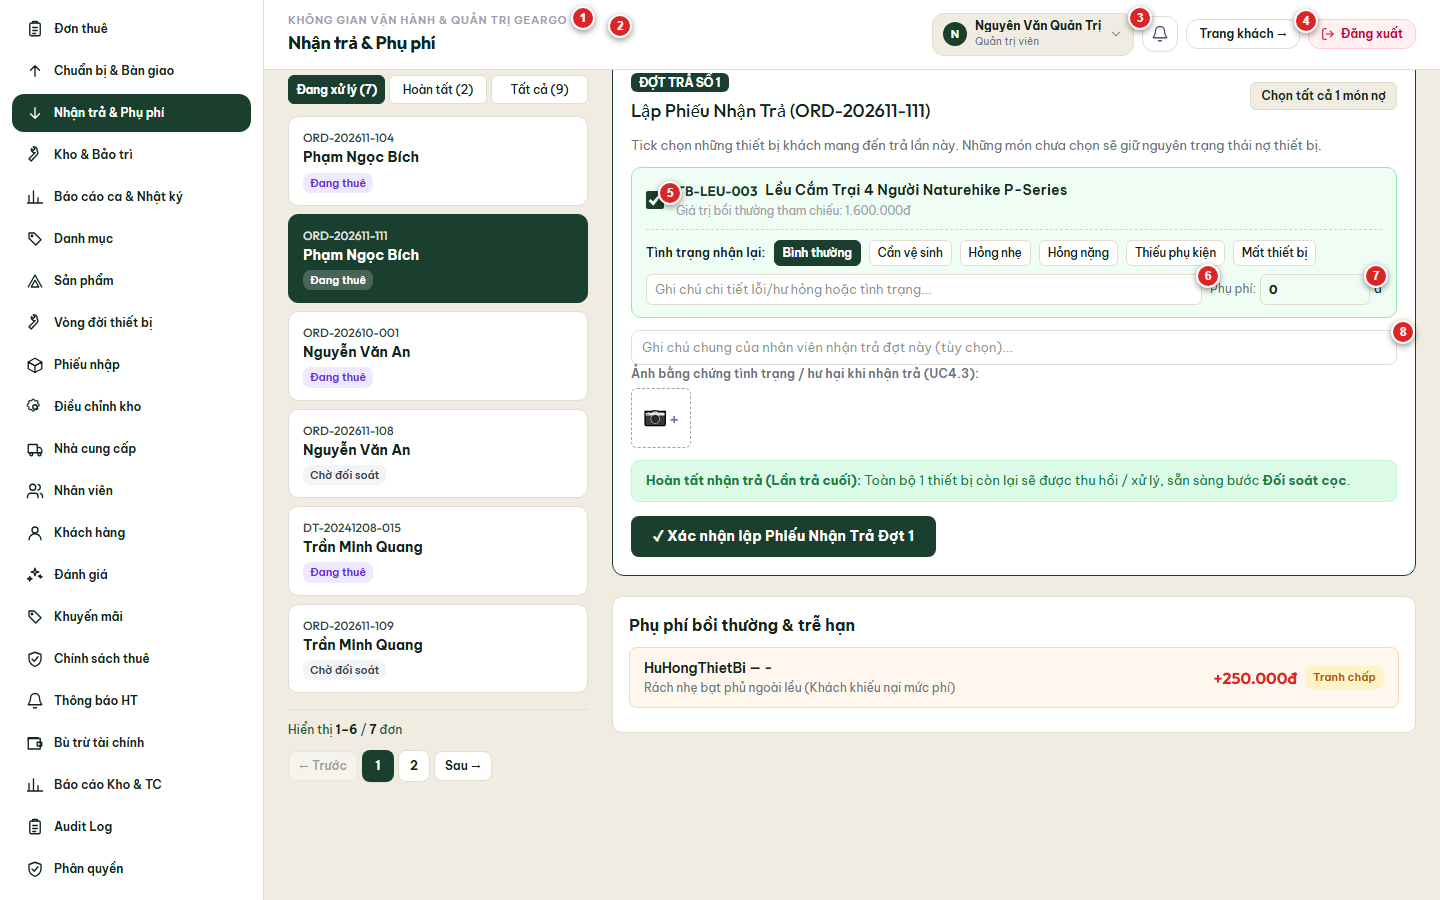 Đơn thuê
Chuẩn bị & Bàn giao
Nhận trả & Phụ phí
Kho & Bảo trì
Báo cáo ca & Nhật ký
Danh mục
Sản phẩm
Vòng đời thiết bị
Phiếu nhập
Điều chỉnh kho
Nhà cung cấp
Nhân viên
Khách hàng
Đánh giá
Khuyến mãi
Chính sách thuê
Thông báo HT
Bù trừ tài chính
Báo cáo Kho & TC
Audit Log
Phân quyền
KHÔNG GIAN VẬN HÀNH & QUẢN TRỊ GEARGO 1
2
Nhận trả & Phụ phí
N
Nguyễn Văn Quản Trị
Quản trị viên
3
Trang khách →
4
Đăng xuất
Đang xử lý (7)
Hoàn tất (2)
Tất cả (9)
ORD-202611-104
Phạm Ngọc Bích
Đang thuê
ORD-202611-111
Phạm Ngọc Bích
Đang thuê
ORD-202610-001
Nguyễn Văn An
Đang thuê
ORD-202611-108
Nguyễn Văn An
Chờ đối soát
DT-20241208-015
Trần Minh Quang
Đang thuê
ORD-202611-109
Trần Minh Quang
Chờ đối soát
Hiển thị 1–6 / 7 đơn
← Trước
1
2
Sau →
ĐỢT TRẢ SỐ 1
Lập Phiếu Nhận Trả (ORD-202611-111)
Chọn tất cả 1 món nợ
Tick chọn những thiết bị khách mang đến trả lần này. Những món chưa chọn sẽ giữ nguyên trạng thái nợ thiết bị.
5
B-LEU-003 Lều Cắm Trại 4 Người Naturehike P-Series
Giá trị bồi thường tham chiếu: 1.600.000đ
Tình trạng nhận lại:
Bình thường
Cần vệ sinh
Hỏng nhẹ
Hỏng nặng
Thiếu phụ kiện
Mất thiết bị
Ghi chú chi tiết lỗi/hư hỏng hoặc tình trạng...
6
Phụ phí:
0
7
đ
Ghi chú chung của nhân viên nhận trả đợt này (tùy chọn)...
8
Ảnh bằng chứng tình trạng / hư hại khi nhận trả (UC4.3):
+
Hoàn tất nhận trả (Lần trả cuối): Toàn bộ 1 thiết bị còn lại sẽ được thu hồi / xử lý, sẵn sàng bước Đối soát cọc.
✓ Xác nhận lập Phiếu Nhận Trả Đợt 1
Phụ phí bồi thường & trễ hạn
HuHongThietBi — -
Rách nhẹ bạt phủ ngoài lều (Khách khiếu nại mức phí)
+250.000đ
Tranh chấp